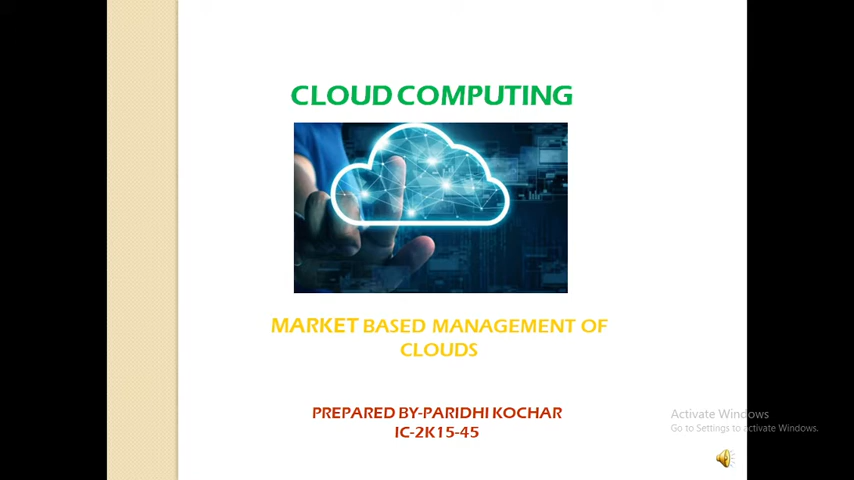 CLOUD COMPUTING
MARKET BASED MANAGEMENT OF
CLOUDS
PREPARED BY-PARIDHI KOCHAR
IC-2K15-45
Activate Windows
Go to Settings to activate Windows.